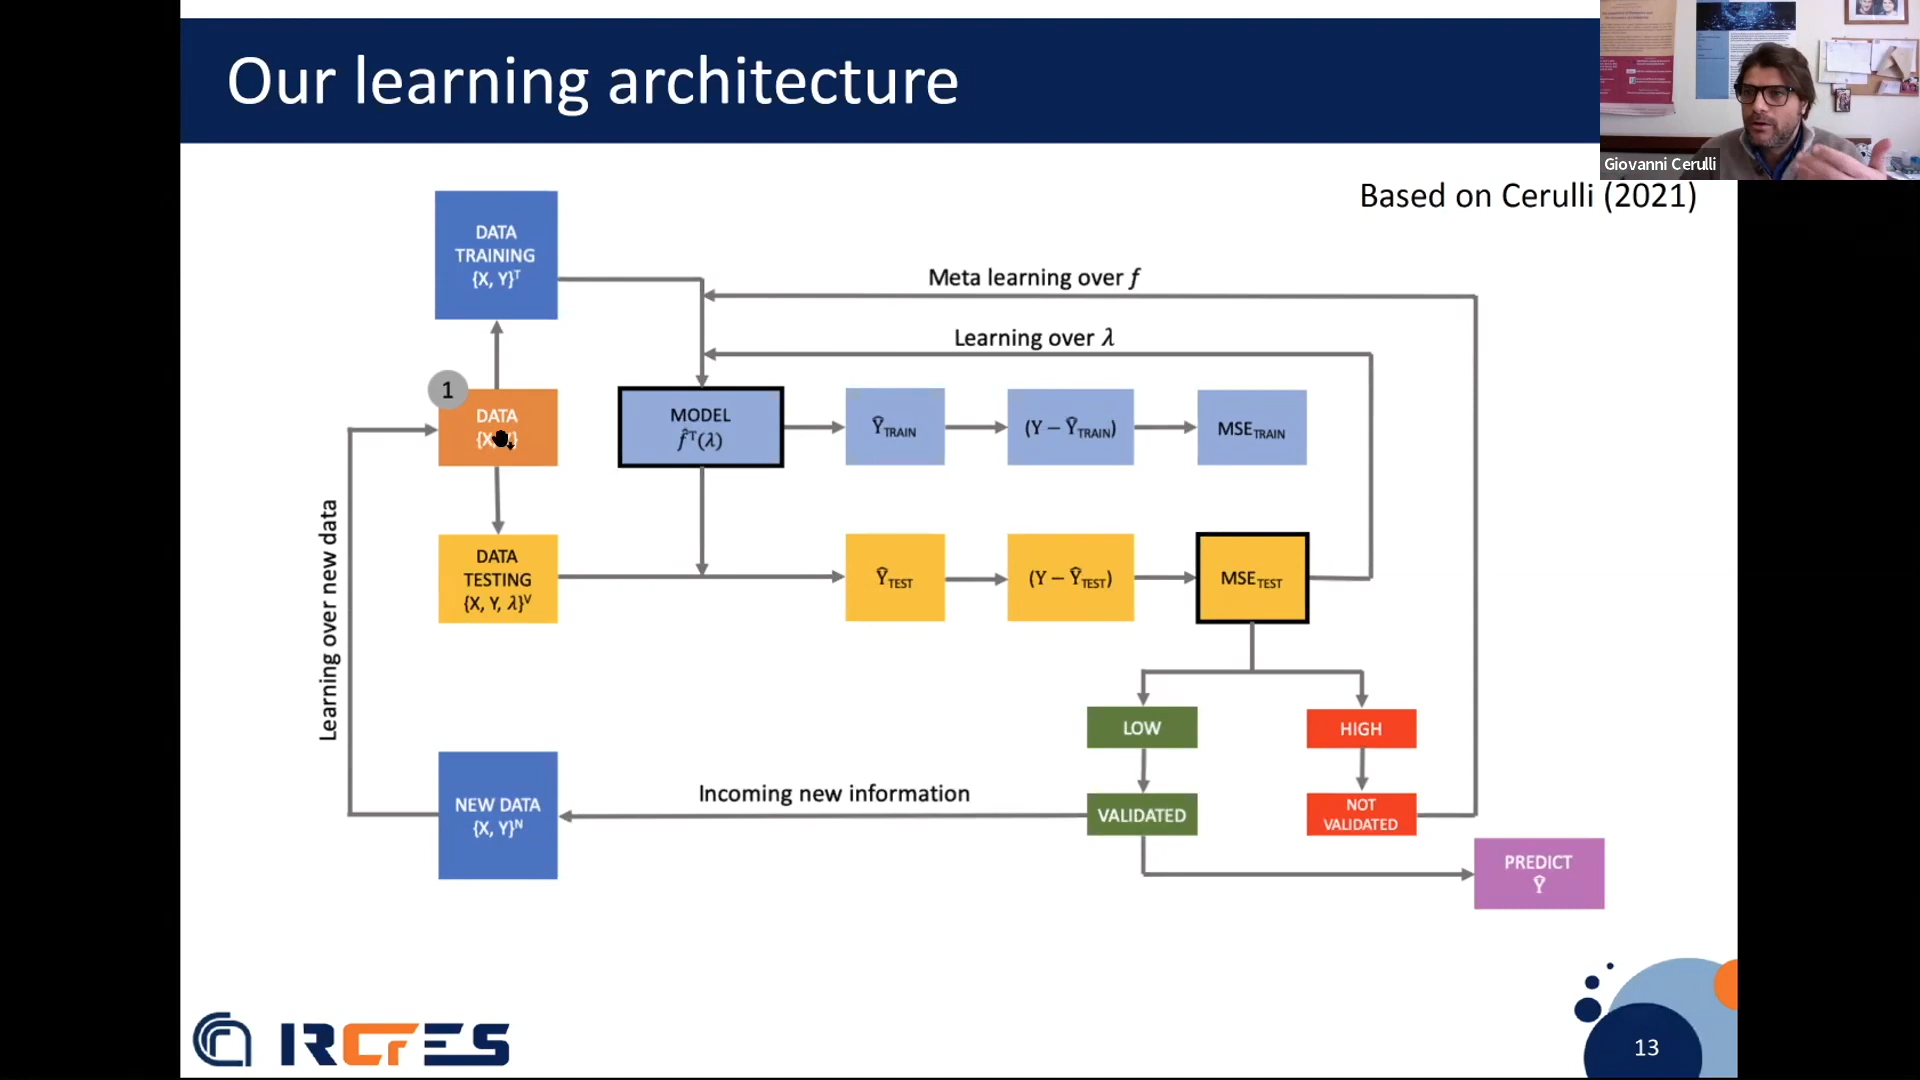 Our learning architecture
Giovanni Cerulli
Based on Cerulli (2021)
DATA
TRAINING
{X, Y}ᵀ
Meta learning over f
Learning over λ
1
DATA
MODEL
f̂ᵀ(λ)
Ŷ_TRAIN
(Y − Ŷ_TRAIN)
MSE_TRAIN
DATA
TESTING
{X, Y, λ}ⱽ
Ŷ_TEST
(Y − Ŷ_TEST)
MSE_TEST
Learning over new data
LOW
HIGH
NEW DATA
{X, Y}ᴺ
Incoming new information
VALIDATED
NOT
VALIDATED
PREDICT
Ŷ
IRCrES
13